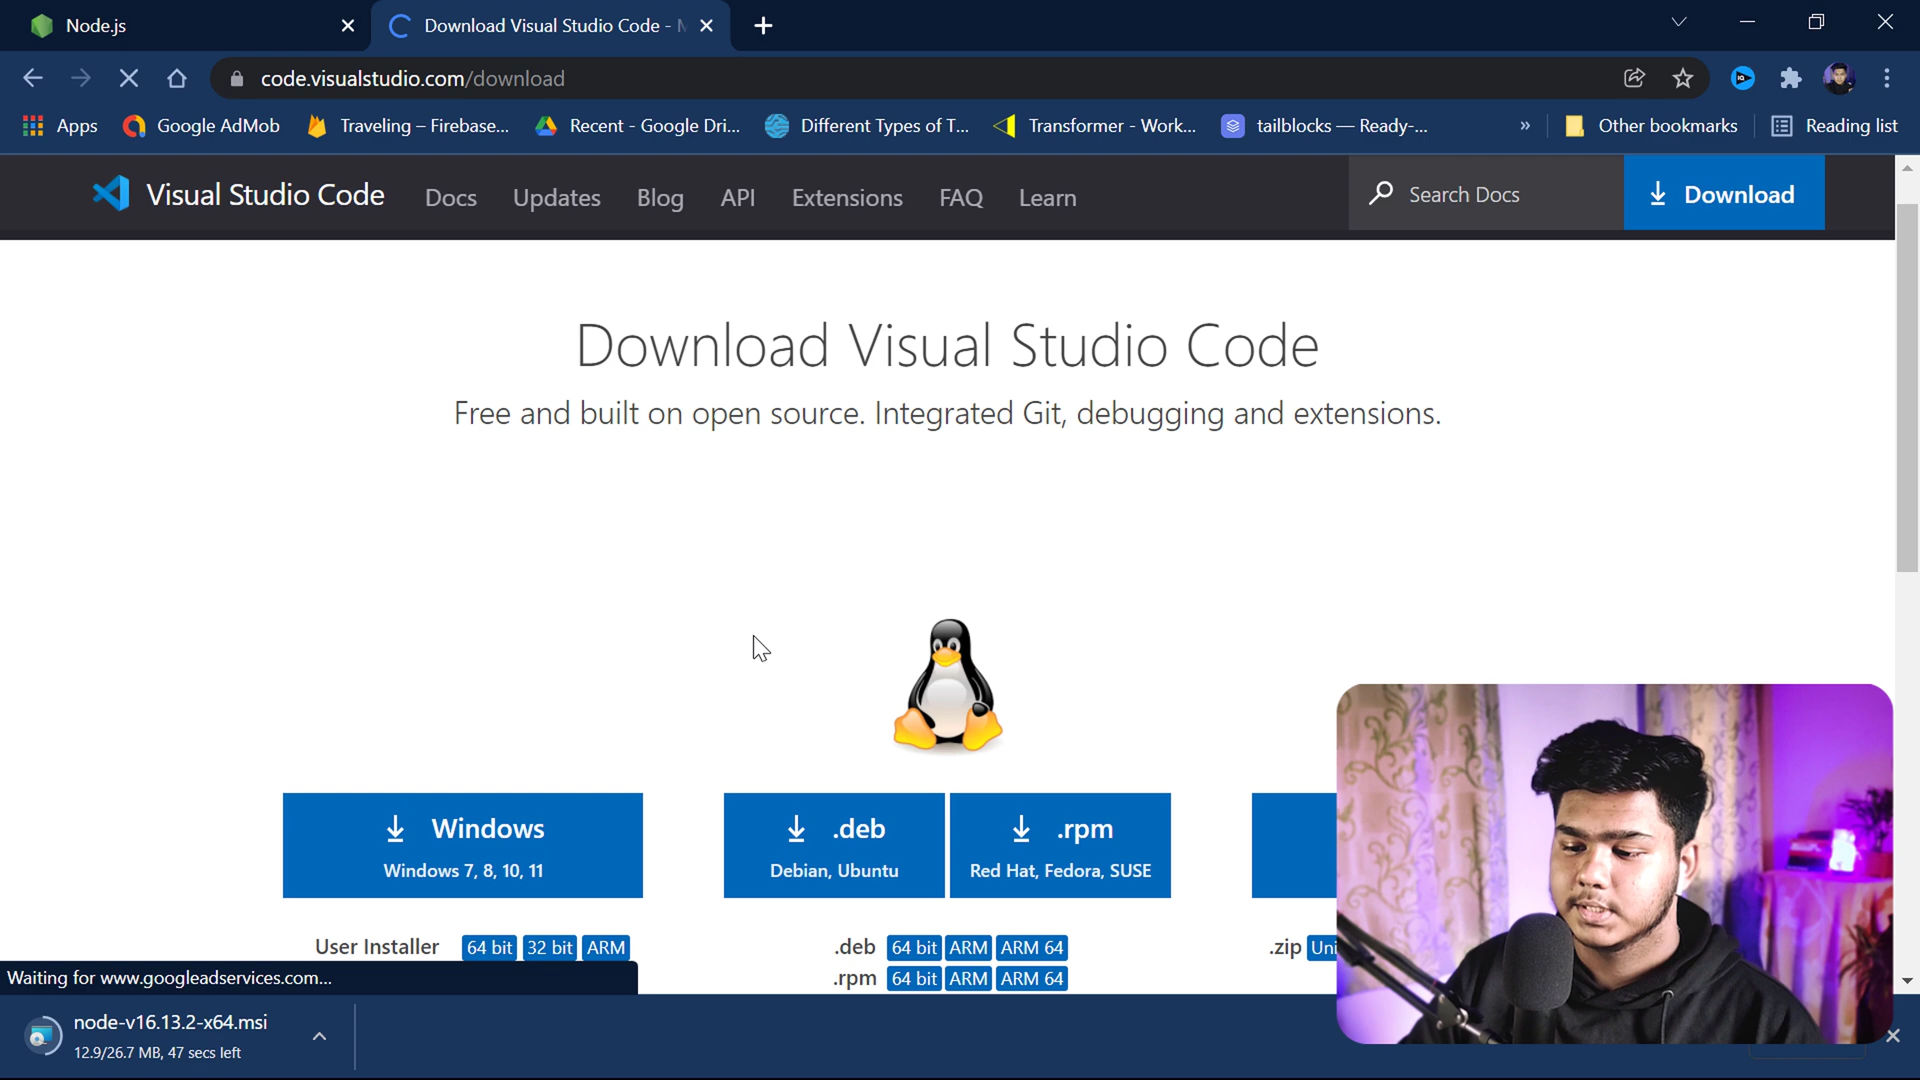 Node.js
Download Visual Studio Code - M
code.visualstudio.com/download
Apps
Google AdMob
Traveling – Firebase...
Recent - Google Dri...
Different Types of T...
Transformer - Work...
tailblocks — Ready-...
»
Other bookmarks
Reading list
Visual Studio Code
Docs
Updates
Blog
API
Extensions
FAQ
Learn
Search Docs
Download
Download Visual Studio Code
Free and built on open source. Integrated Git, debugging and extensions.
Windows
Windows 7, 8, 10, 11
.deb
Debian, Ubuntu
.rpm
Red Hat, Fedora, SUSE
User Installer 64 bit 32 bit ARM
.deb 64 bit ARM ARM 64
.rpm 64 bit ARM ARM 64
.zip Uni
Waiting for www.googleadservices.com...
node-v16.13.2-x64.msi
12.9/26.7 MB, 47 secs left